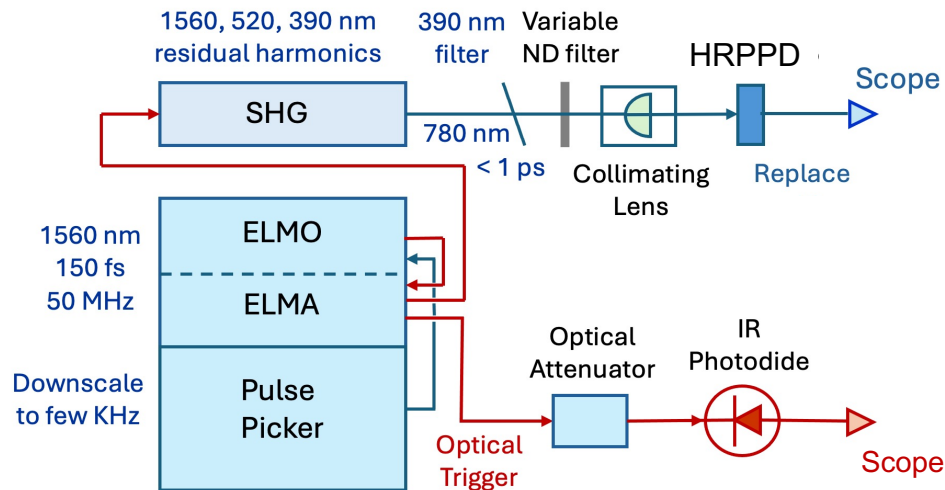 1560, 520, 390 nm
residual harmonics
390 nm
filter
Variable
ND filter
HRPPD
Scope
SHG
780 nm
< 1 ps
Collimating
Lens
Replace
1560 nm
150 fs
50 MHz
ELMO
ELMA
Downscale
to few KHz
Pulse
Picker
Optical
Trigger
Optical
Attenuator
IR
Photodide
Scope